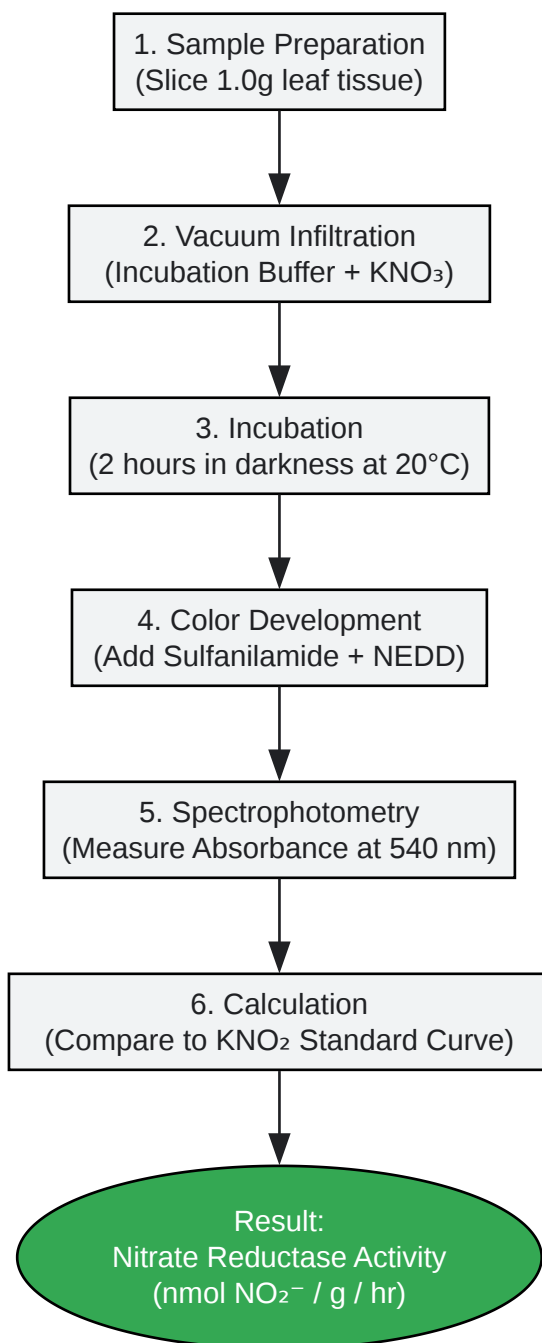 1. Sample Preparation
(Slice 1.0g leaf tissue)
2. Vacuum Infiltration
(Incubation Buffer + KNO₃)
3. Incubation
(2 hours in darkness at 20°C)
4. Color Development
(Add Sulfanilamide + NEDD)
5. Spectrophotometry
(Measure Absorbance at 540 nm)
6. Calculation
(Compare to KNO₂ Standard Curve)
Result:
Nitrate Reductase Activity
(nmol NO₂⁻ / g / hr)